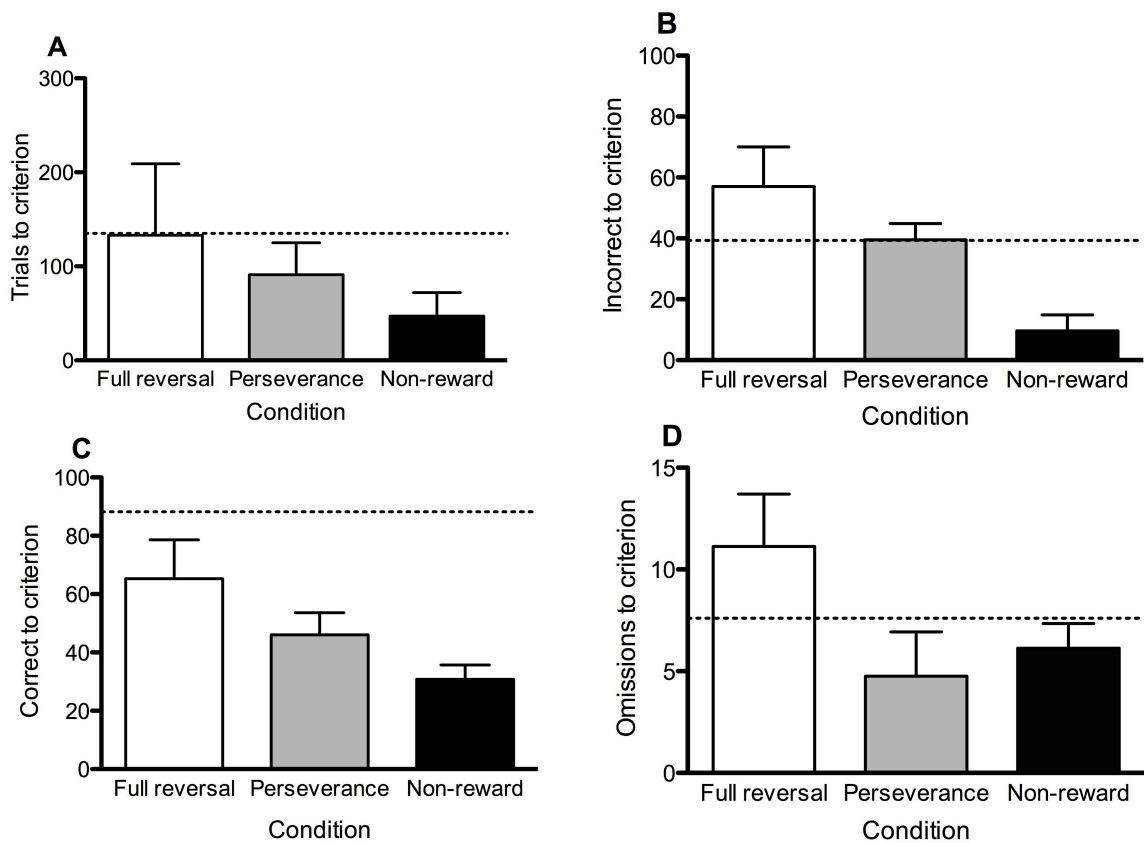 A
Trials to criterion
300
200
100
0
Full reversal Perseverance Non-reward
Condition
B
Incorrect to criterion
100
80
60
40
20
0
Full reversal Perseverance Non-reward
Condition
C
Correct to criterion
100
80
60
40
20
0
Full reversal Perseverance Non-reward
Condition
D
Omissions to criterion
15
10
5
0
Full reversal Perseverance Non-reward
Condition